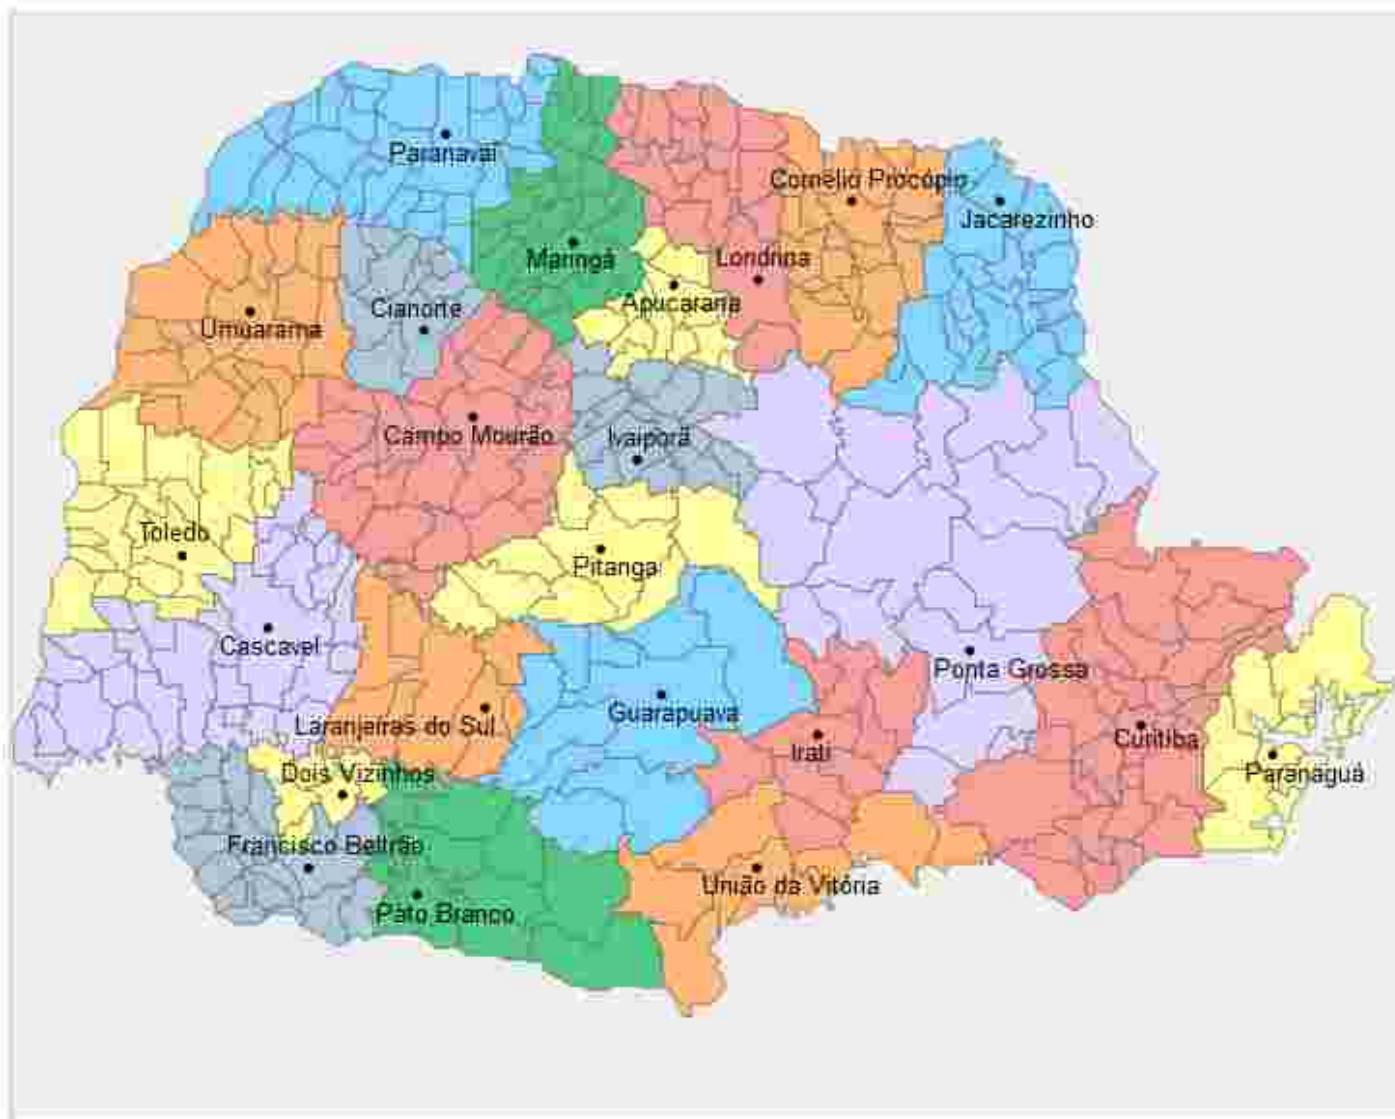 Paranavaí
Cornélio Procópio
Jacarezinho
Maringá
Londrina
Apucarana
Cianorte
Umuarama
Campo Mourão
Ivaiporã
Toledo
Pitanga
Cascavel
Ponta Grossa
Guarapuava
Laranjeiras do Sul
Irati
Curitiba
Dois Vizinhos
Paranaguá
Francisco Beltrão
União da Vitória
Pato Branco